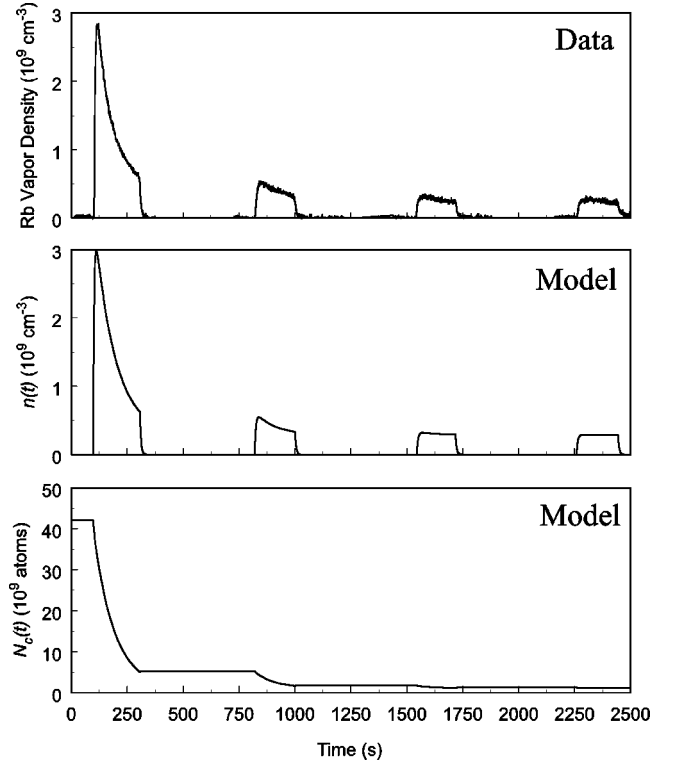 3
2
1
0
Rb Vapor Density (10⁹ cm⁻³)
Data
3
2
1
0
n(t) (10⁹ cm⁻³)
Model
50
40
30
20
10
0
N_c(t) (10⁹ atoms)
Model
0 250 500 750 1000 1250 1500 1750 2000 2250 2500
Time (s)